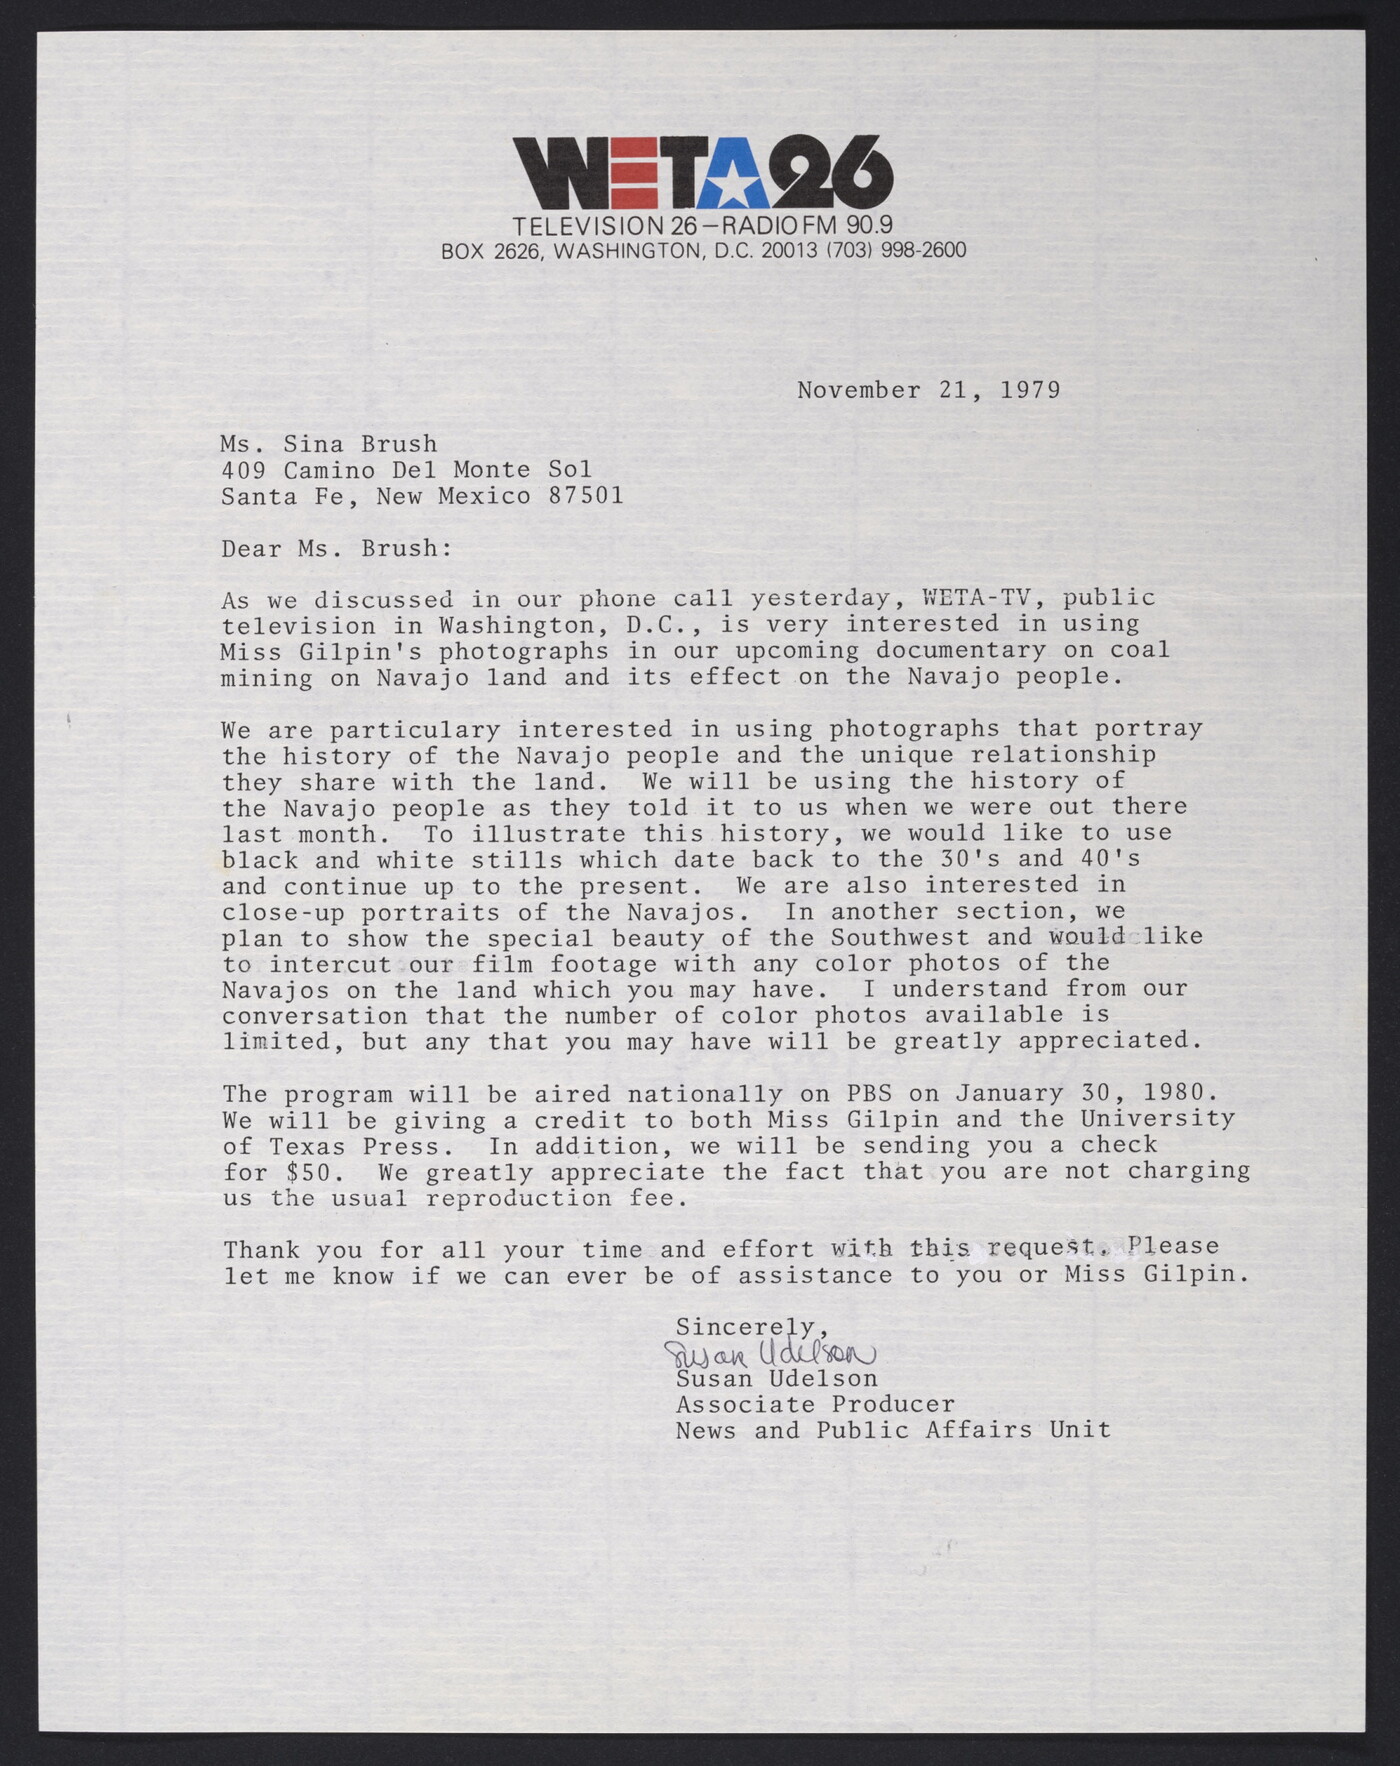 WETA26
TELEVISION 26—RADIO FM 90.9
BOX 2626, WASHINGTON, D.C. 20013 (703) 998-2600
November 21, 1979
Ms. Sina Brush
409 Camino Del Monte Sol
Santa Fe, New Mexico 87501
Dear Ms. Brush:
As we discussed in our phone call yesterday, WETA-TV, public
television in Washington, D.C., is very interested in using
Miss Gilpin's photographs in our upcoming documentary on coal
mining on Navajo land and its effect on the Navajo people.
We are particulary interested in using photographs that portray
the history of the Navajo people and the unique relationship
they share with the land. We will be using the history of
the Navajo people as they told it to us when we were out there
last month. To illustrate this history, we would like to use
black and white stills which date back to the 30's and 40's
and continue up to the present. We are also interested in
close-up portraits of the Navajos. In another section, we
plan to show the special beauty of the Southwest and would like
to intercut our film footage with any color photos of the
Navajos on the land which you may have. I understand from our
conversation that the number of color photos available is
limited, but any that you may have will be greatly appreciated.
The program will be aired nationally on PBS on January 30, 1980.
We will be giving a credit to both Miss Gilpin and the University
of Texas Press. In addition, we will be sending you a check
for $50. We greatly appreciate the fact that you are not charging
us the usual reproduction fee.
Thank you for all your time and effort with this request. Please
let me know if we can ever be of assistance to you or Miss Gilpin.
Sincerely,
Susan Udelson
Susan Udelson
Associate Producer
News and Public Affairs Unit